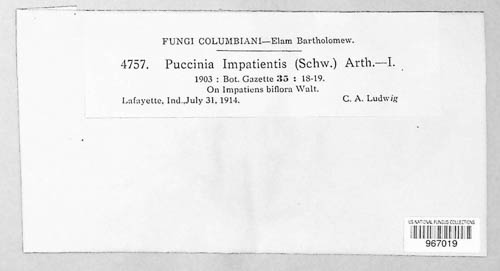 FUNGI COLUMBIANI—Elam Bartholomew.
4757. Puccinia Impatientis (Schw.) Arth.—I.
1903 : Bot. Gazette 35 : 18-19.
On Impatiens biflora Walt.
Lafayette, Ind., July 31, 1914. C. A. Ludwig
US NATIONAL FUNGUS COLLECTIONS
967019